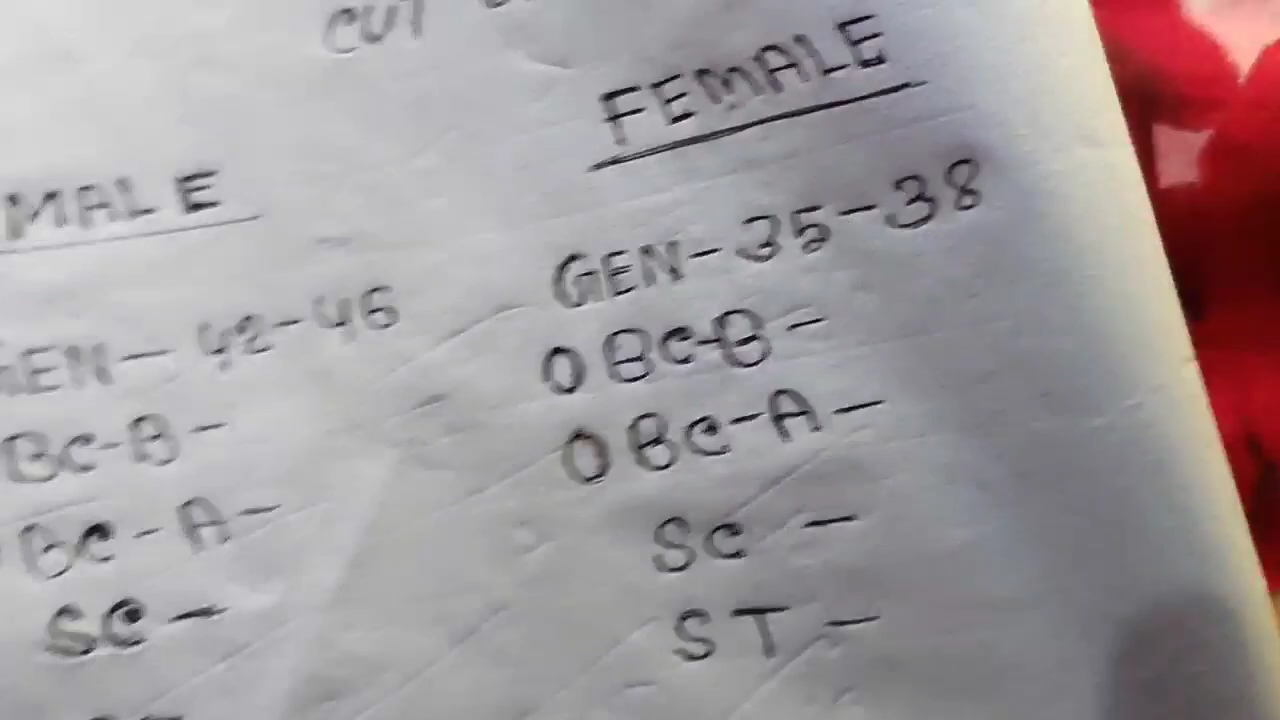 CUT
MALE
GEN-42-46
BC-B-
BC-A-
SC-
FEMALE
GEN-35-38
OBC-B-
OBC-A-
SC -
ST -